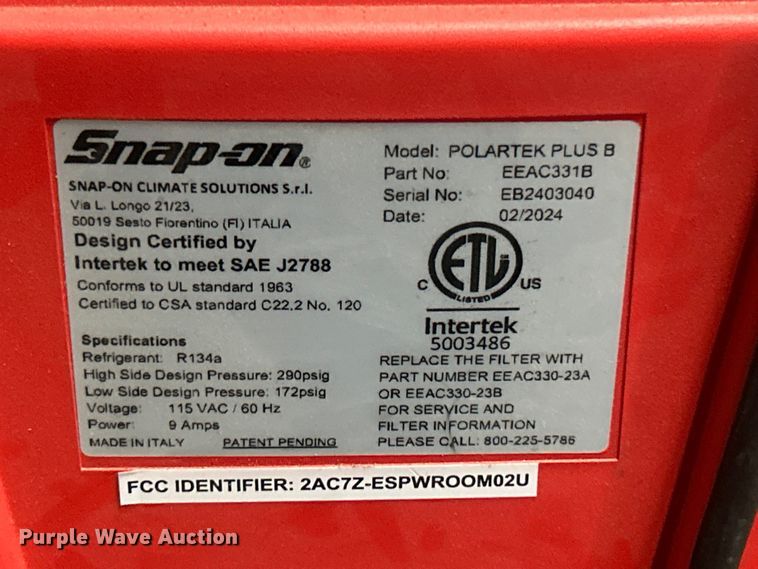 Snap-on®
SNAP-ON CLIMATE SOLUTIONS S.r.l.
Via L. Longo 21/23,
50019 Sesto Fiorentino (FI) ITALIA
Design Certified by
Intertek to meet SAE J2788
Conforms to UL standard 1963
Certified to CSA standard C22.2 No. 120
Specifications
Refrigerant: R134a
High Side Design Pressure: 290psig
Low Side Design Pressure: 172psig
Voltage: 115 VAC / 60 Hz
Power: 9 Amps
MADE IN ITALY PATENT PENDING
Model: POLARTEK PLUS B
Part No: EEAC331B
Serial No: EB2403040
Date: 02/2024
ETL
C LISTED US
Intertek
5003486
REPLACE THE FILTER WITH
PART NUMBER EEAC330-23A
OR EEAC330-23B
FOR SERVICE AND
FILTER INFORMATION
PLEASE CALL: 800-225-5786
FCC IDENTIFIER: 2AC7Z-ESPWROOM02U
Purple Wave Auction